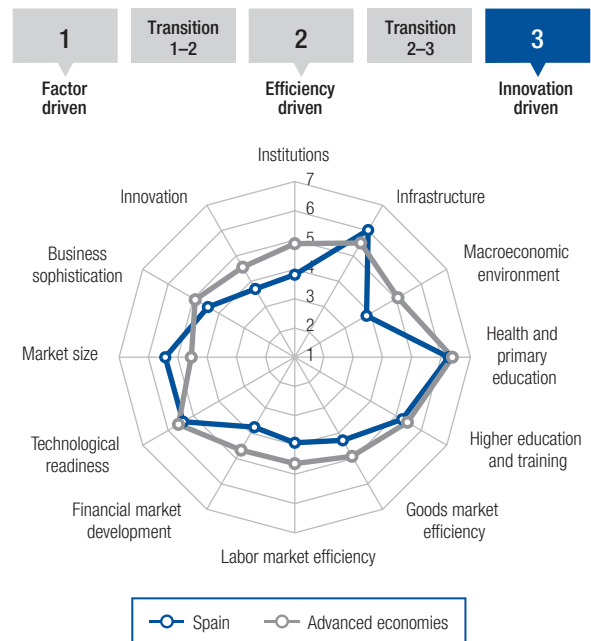 1
Transition
1–2
2
Transition
2–3
3
Factor
driven
Efficiency
driven
Innovation
driven
Institutions
7
Innovation
6
Infrastructure
5
Business
sophistication
4
Macroeconomic
environment
3
2
Market size
1
Health and
primary
education
Technological
readiness
Higher education
and training
Financial market
development
Goods market
efficiency
Labor market efficiency
Spain
Advanced economies